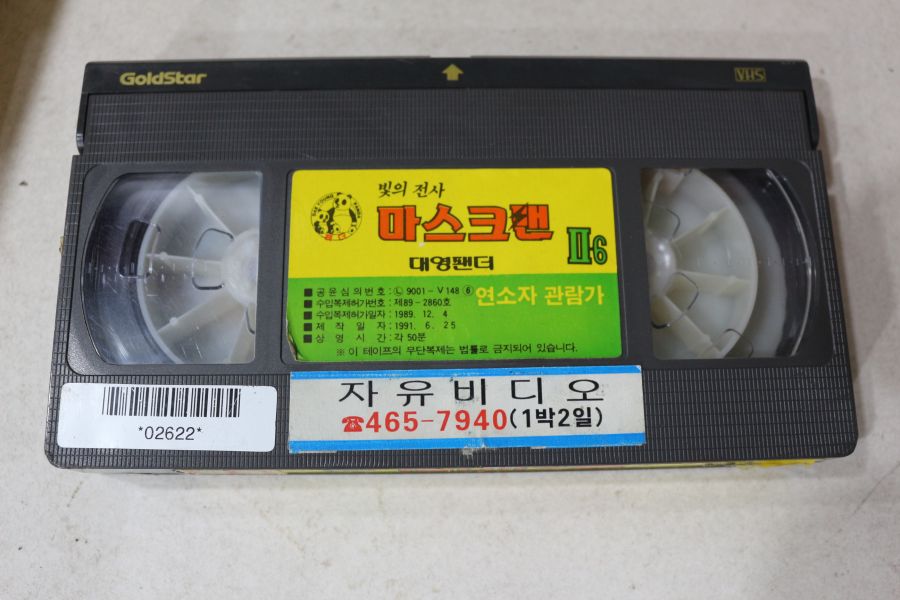 GoldStar
VHS
DAE YOUNG PANDA
빛의 전사
마스크맨
Ⅱ-6
대영팬더
■ 공윤심의번호 : Ⓛ 9001-V148 ⑥
연소자 관람가
■ 수입복제허가번호 : 제89-2860호
■ 수입복제허가일자 : 1989. 12. 4
■ 제 작 일 자 : 1991. 6. 25
■ 상 영 시 간 : 각 50분
※ 이 테이프의 무단복제는 법률로 금지되어 있습니다.
자유비디오
☎465-7940(1박2일)
*02622*